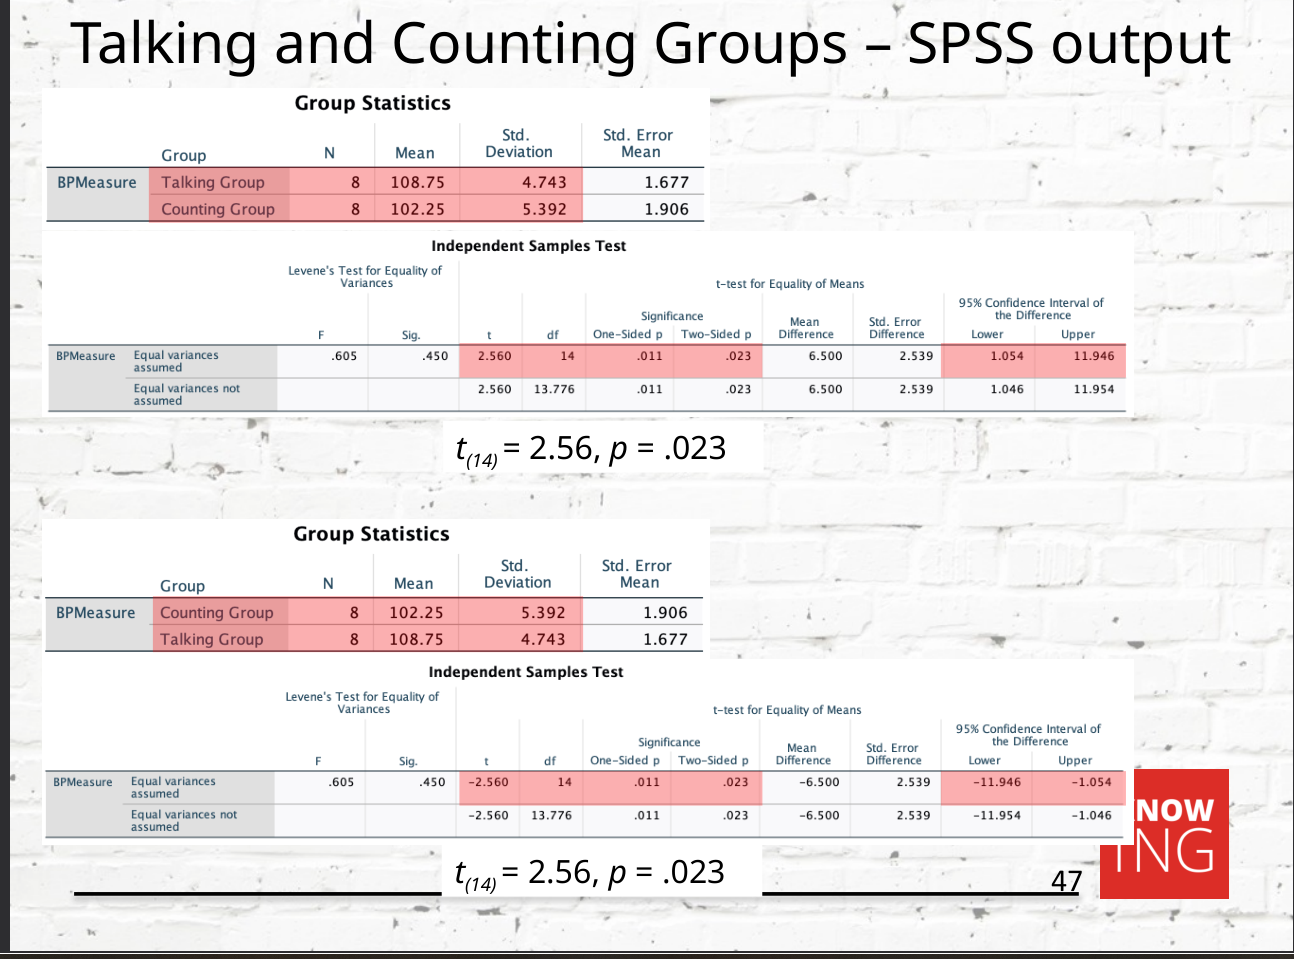 Talking and Counting Groups – SPSS output
Group Statistics
Group N Mean Std. Deviation Std. Error Mean
BPMeasure Talking Group 8 108.75 4.743 1.677
Counting Group 8 102.25 5.392 1.906
Independent Samples Test
Levene's Test for Equality of Variances t-test for Equality of Means
Significance Mean Difference Std. Error Difference 95% Confidence Interval of the Difference
F Sig. t df One-Sided p Two-Sided p Lower Upper
BPMeasure Equal variances assumed .605 .450 2.560 14 .011 .023 6.500 2.539 1.054 11.946
Equal variances not assumed 2.560 13.776 .011 .023 6.500 2.539 1.046 11.954
t(14) = 2.56, p = .023
Group Statistics
Group N Mean Std. Deviation Std. Error Mean
BPMeasure Counting Group 8 102.25 5.392 1.906
Talking Group 8 108.75 4.743 1.677
Independent Samples Test
Levene's Test for Equality of Variances t-test for Equality of Means
Significance Mean Difference Std. Error Difference 95% Confidence Interval of the Difference
F Sig. t df One-Sided p Two-Sided p Lower Upper
BPMeasure Equal variances assumed .605 .450 -2.560 14 .011 .023 -6.500 2.539 -11.946 -1.054
Equal variances not assumed -2.560 13.776 .011 .023 -6.500 2.539 -11.954 -1.046
t(14) = 2.56, p = .023
47